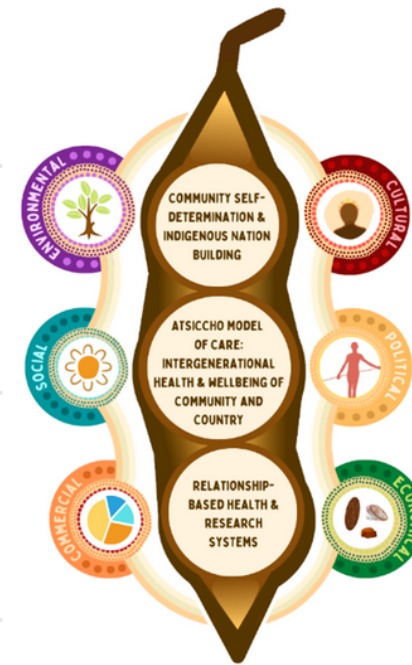 ENVIRONMENTAL
CULTURAL
COMMUNITY SELF-
DETERMINATION &
INDIGENOUS NATION
BUILDING
SOCIAL
POLITICAL
ATSICCHO MODEL
OF CARE:
INTERGENERATIONAL
HEALTH & WELLBEING OF
COMMUNITY AND
COUNTRY
COMMERCIAL
RELATIONSHIP-
BASED HEALTH &
RESEARCH
SYSTEMS